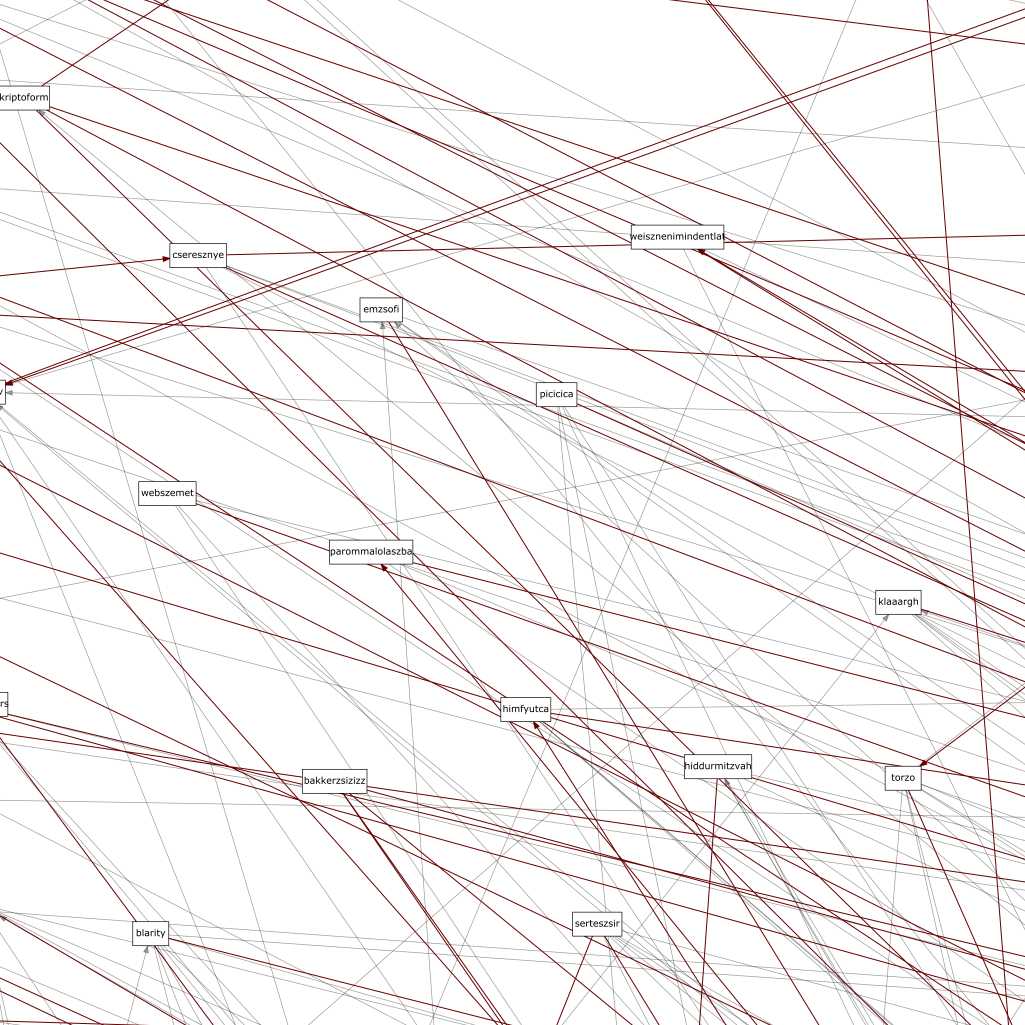 kriptoform
weisznenimindentlat
cseresznye
emzsofi
picicica
webszemet
parommalolaszba
klaaargh
rs
himfyutca
hiddurmitzvah
torzo
bakkerzsizizz
serteszsir
blarity